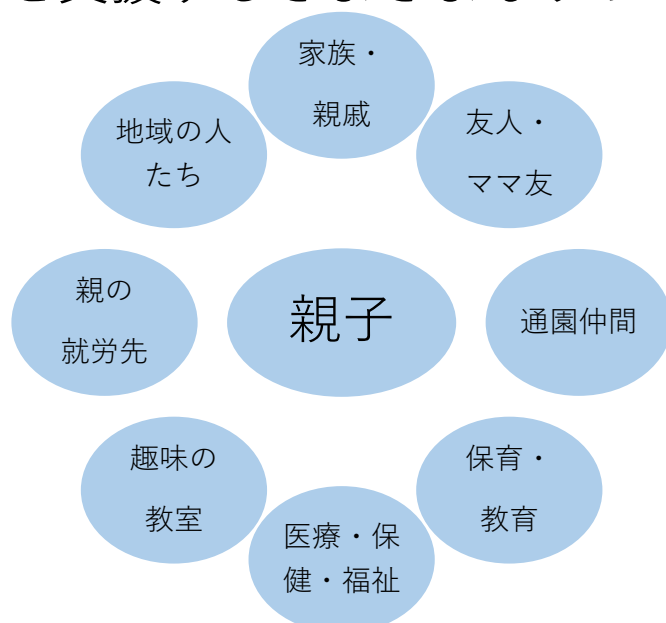 家族・
親戚
友人・
ママ友
地域の人
たち
親の
就労先
親子
通園仲間
趣味の
教室
保育・
教育
医療・保
健・福祉